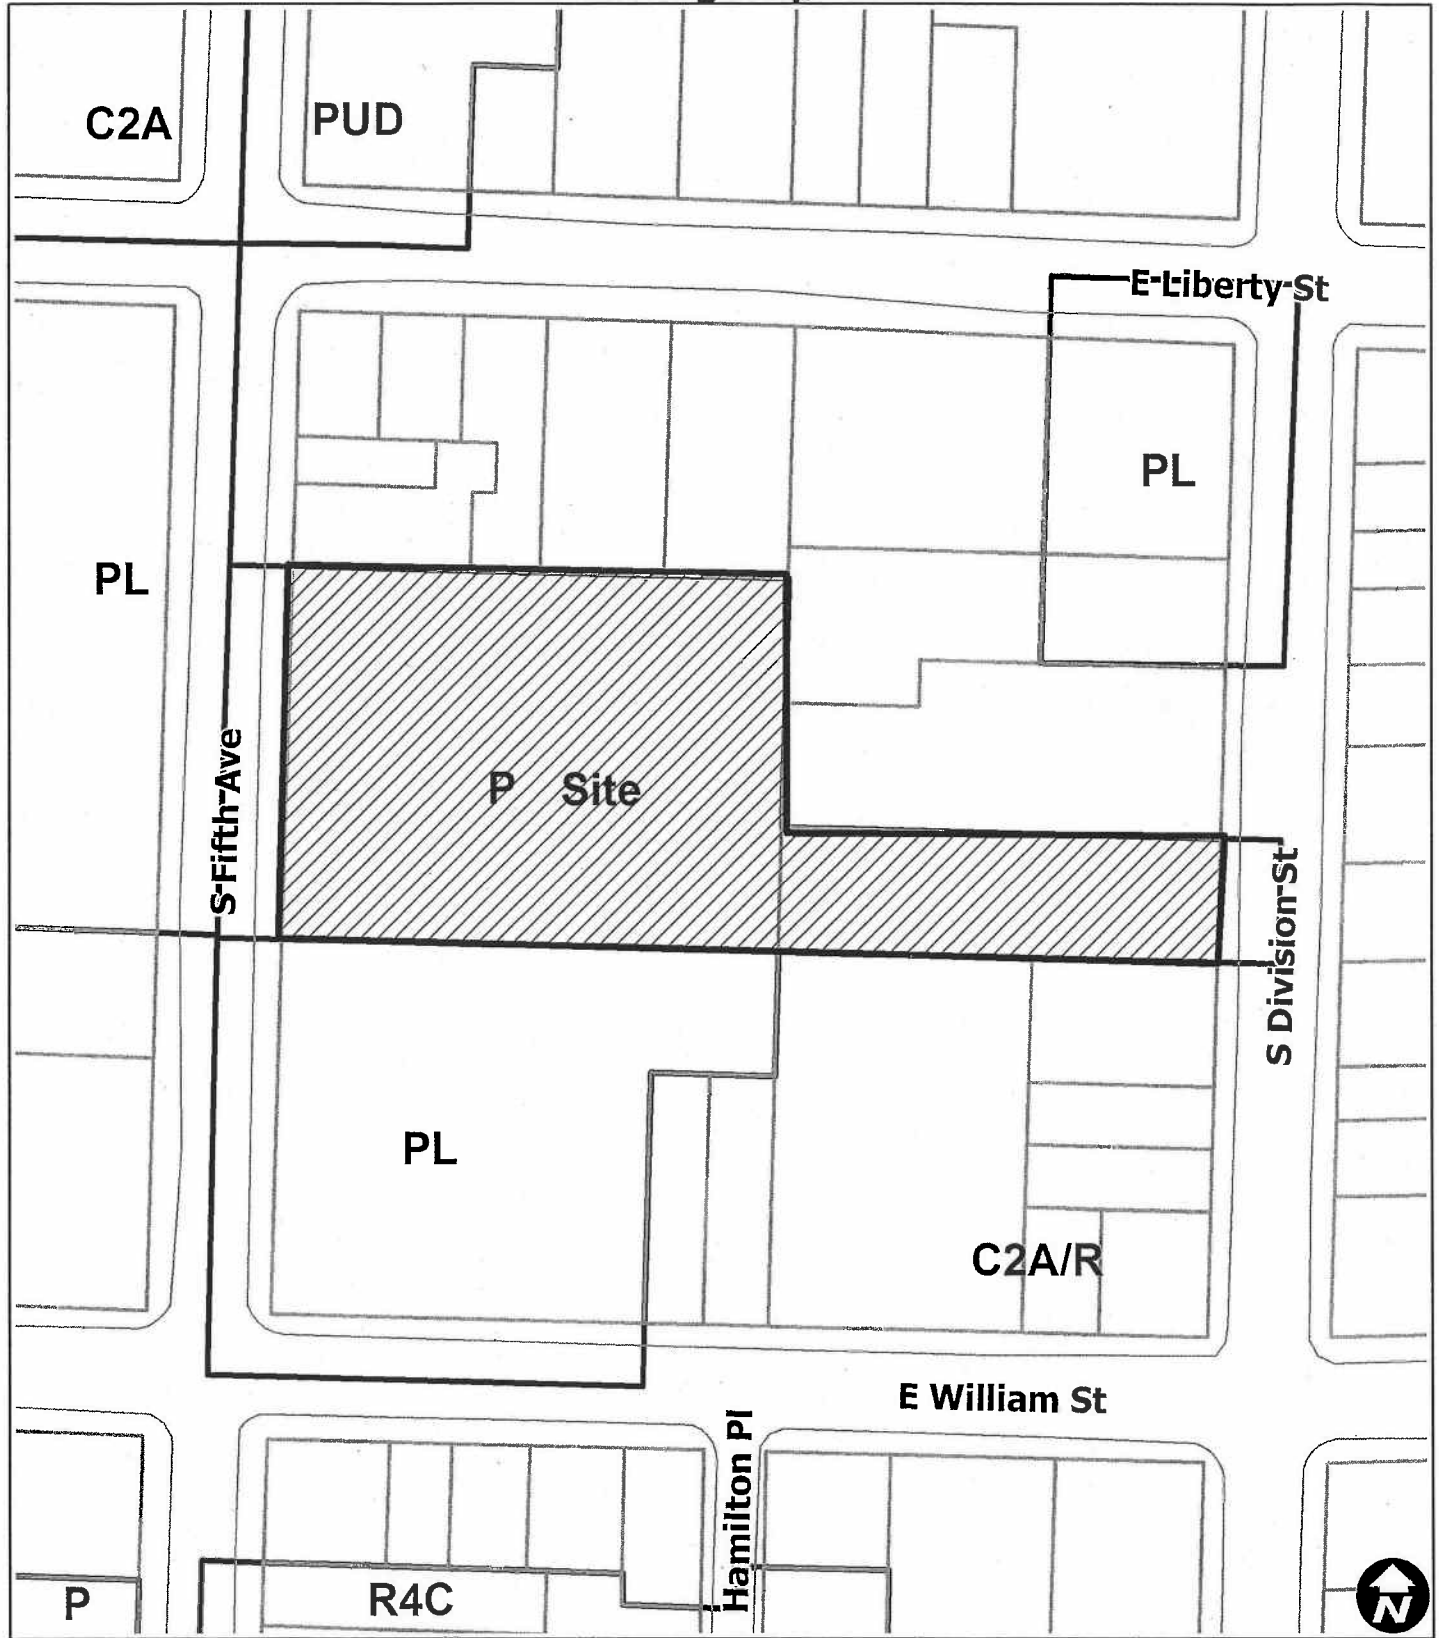 C2A
PUD
E Liberty St
PL
PL
P Site
S Fifth Ave
S Division St
PL
C2A/R
E William St
Hamilton Pl
P
R4C
N